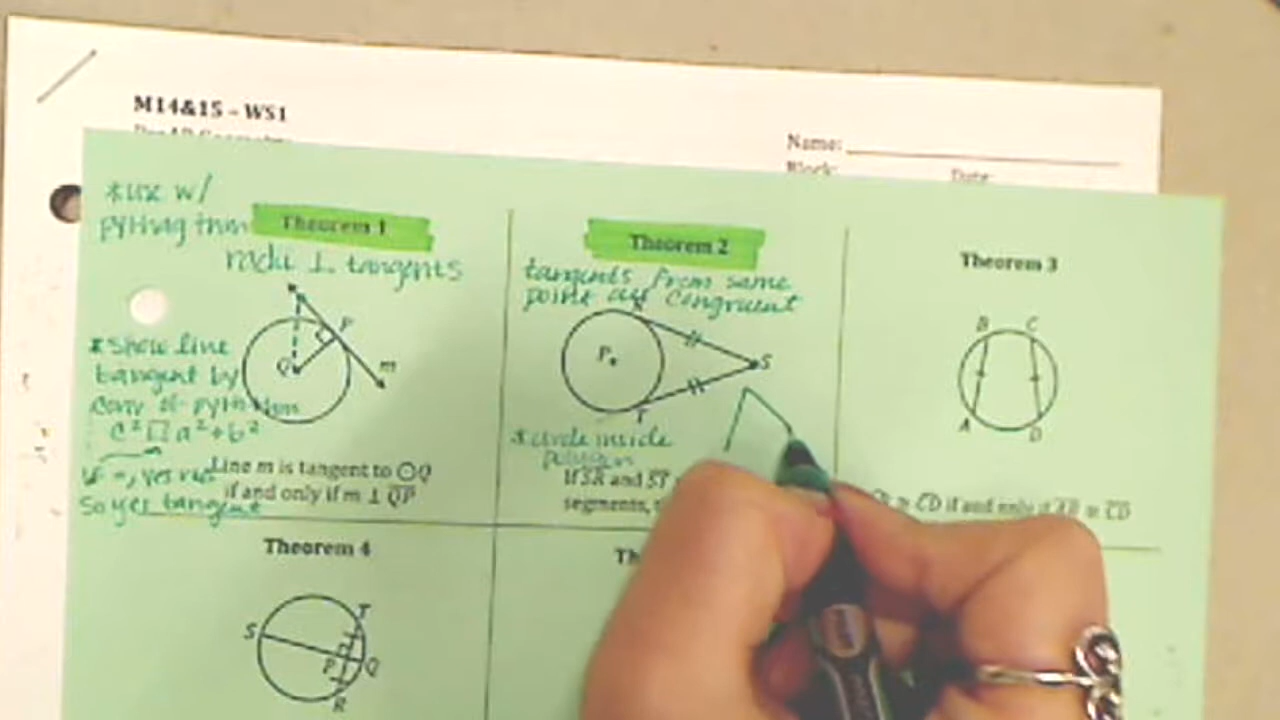 M14&15 – WS1
Name:
Block: Date:
*use w/
pythag thm
Theorem 1
radii ⊥ tangents
P
Q
m
*show line
tangent by
conv of pyth thm
c² □ a² + b²
if =, yes
so yes tangent
Line m is tangent to ⊙Q
if and only if m ⊥ QP
Theorem 2
tangents from same
point are congruent
R
P
S
T
*circle inside
polygon
If SR and ST
segments,
Theorem 3
B C
A D
≅ CD if and only if AB ≅ CD
Theorem 4
S
T
P
Q
R
Th